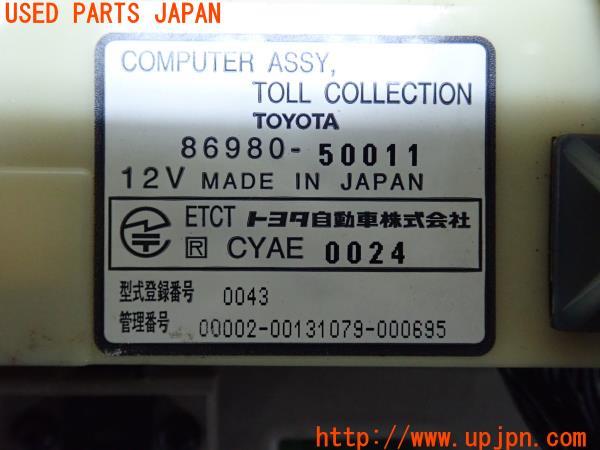 USED PARTS JAPAN
COMPUTER ASSY,
TOLL COLLECTION
TOYOTA
86980-50011
12V MADE IN JAPAN
ETCT トヨタ自動車株式会社
R CYAE 0024
型式登録番号 0043
管理番号 00002-00131079-000695
http://www.upjpn.com